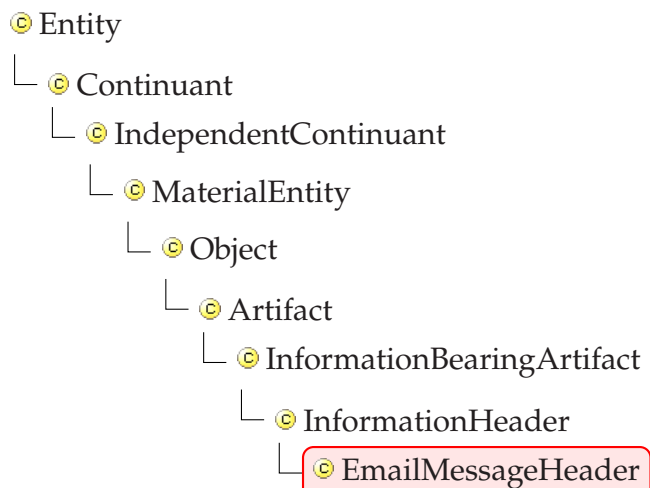 © Entity
© Continuant
© IndependentContinuant
© MaterialEntity
© Object
© Artifact
© InformationBearingArtifact
© InformationHeader
© EmailMessageHeader